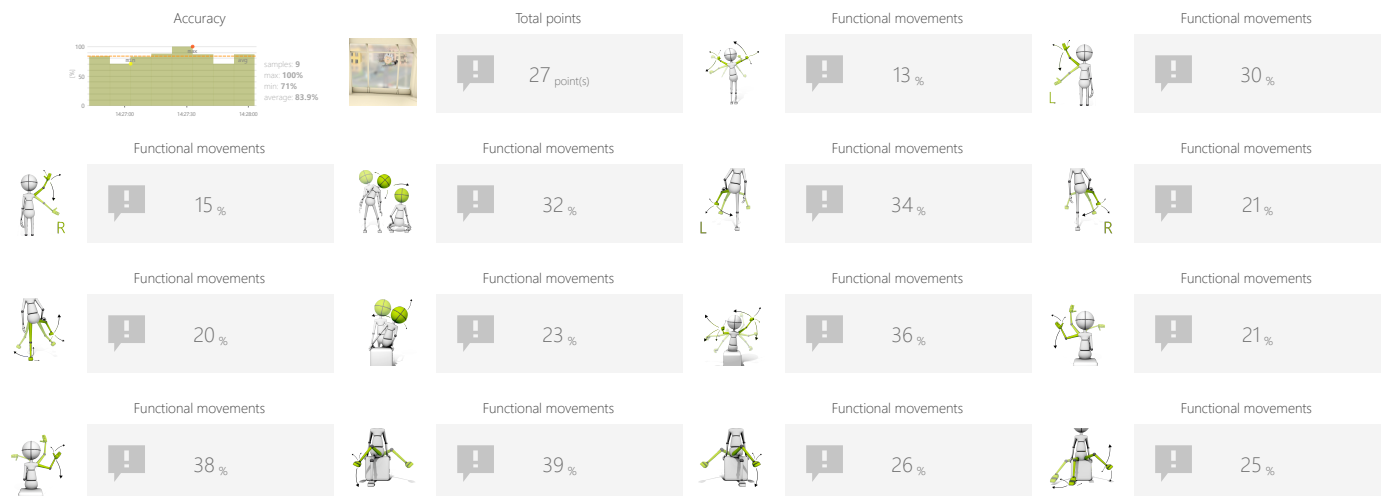 Accuracy
100
50
0
(%)
min
max
avg
samples: 9
max: 100%
min: 71%
average: 83.9%
14:27:00
14:27:30
14:28:00
Total points
27 point(s)
Functional movements
13 %
Functional movements
L
30 %
Functional movements
R
15 %
Functional movements
32 %
Functional movements
L
34 %
Functional movements
R
21 %
Functional movements
20 %
Functional movements
23 %
Functional movements
36 %
Functional movements
21 %
Functional movements
38 %
Functional movements
39 %
Functional movements
26 %
Functional movements
25 %